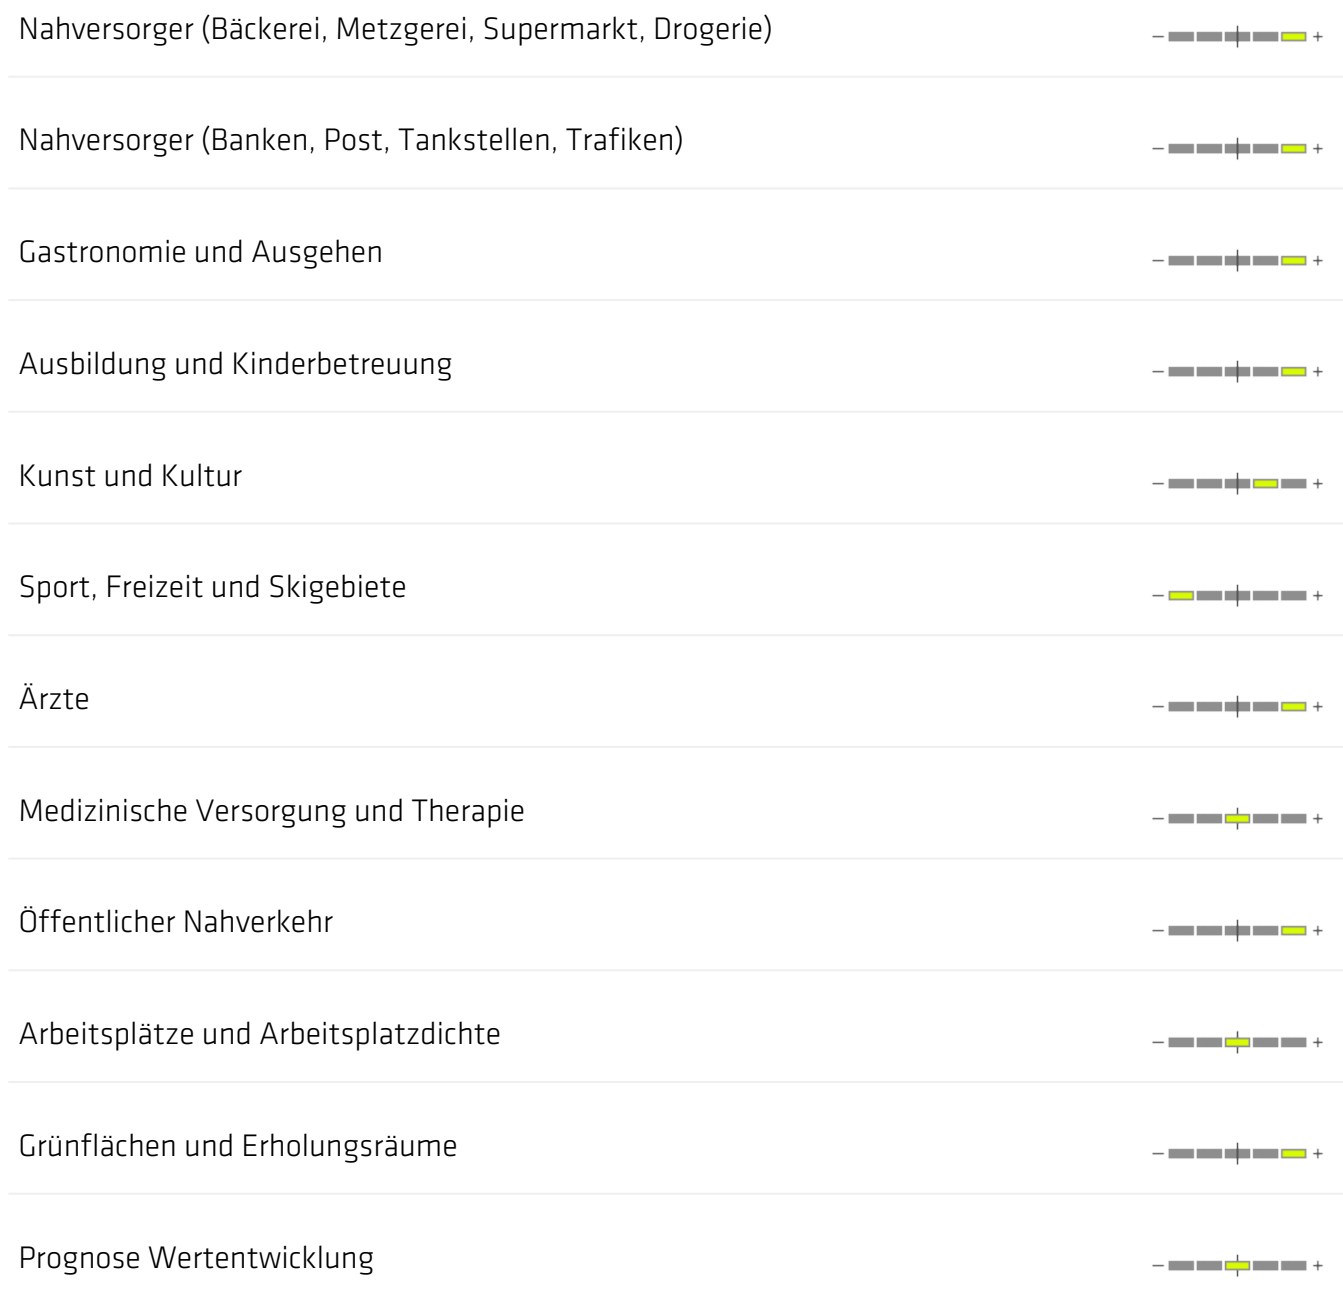 Nahversorger (Bäckerei, Metzgerei, Supermarkt, Drogerie) – +
Nahversorger (Banken, Post, Tankstellen, Trafiken) – +
Gastronomie und Ausgehen – +
Ausbildung und Kinderbetreuung – +
Kunst und Kultur – +
Sport, Freizeit und Skigebiete – +
Ärzte – +
Medizinische Versorgung und Therapie – +
Öffentlicher Nahverkehr – +
Arbeitsplätze und Arbeitsplatzdichte – +
Grünflächen und Erholungsräume – +
Prognose Wertentwicklung – +